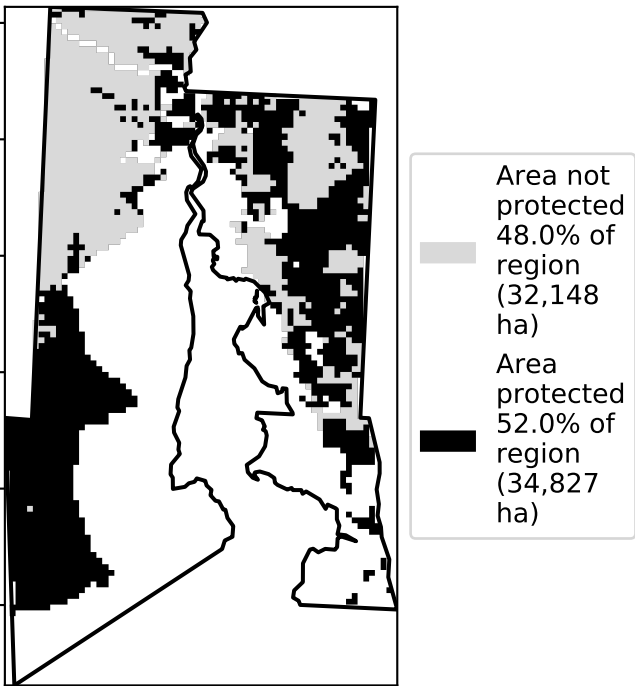 Area not
protected
48.0% of
region
(32,148
ha)
Area
protected
52.0% of
region
(34,827
ha)